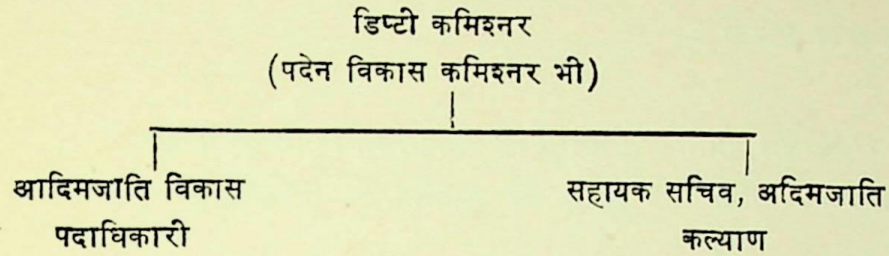 डिप्टी कमिश्नर
(पदेन विकास कमिश्नर भी)
आदिमजाति विकास
पदाधिकारी
सहायक सचिव, अदिमजाति
कल्याण